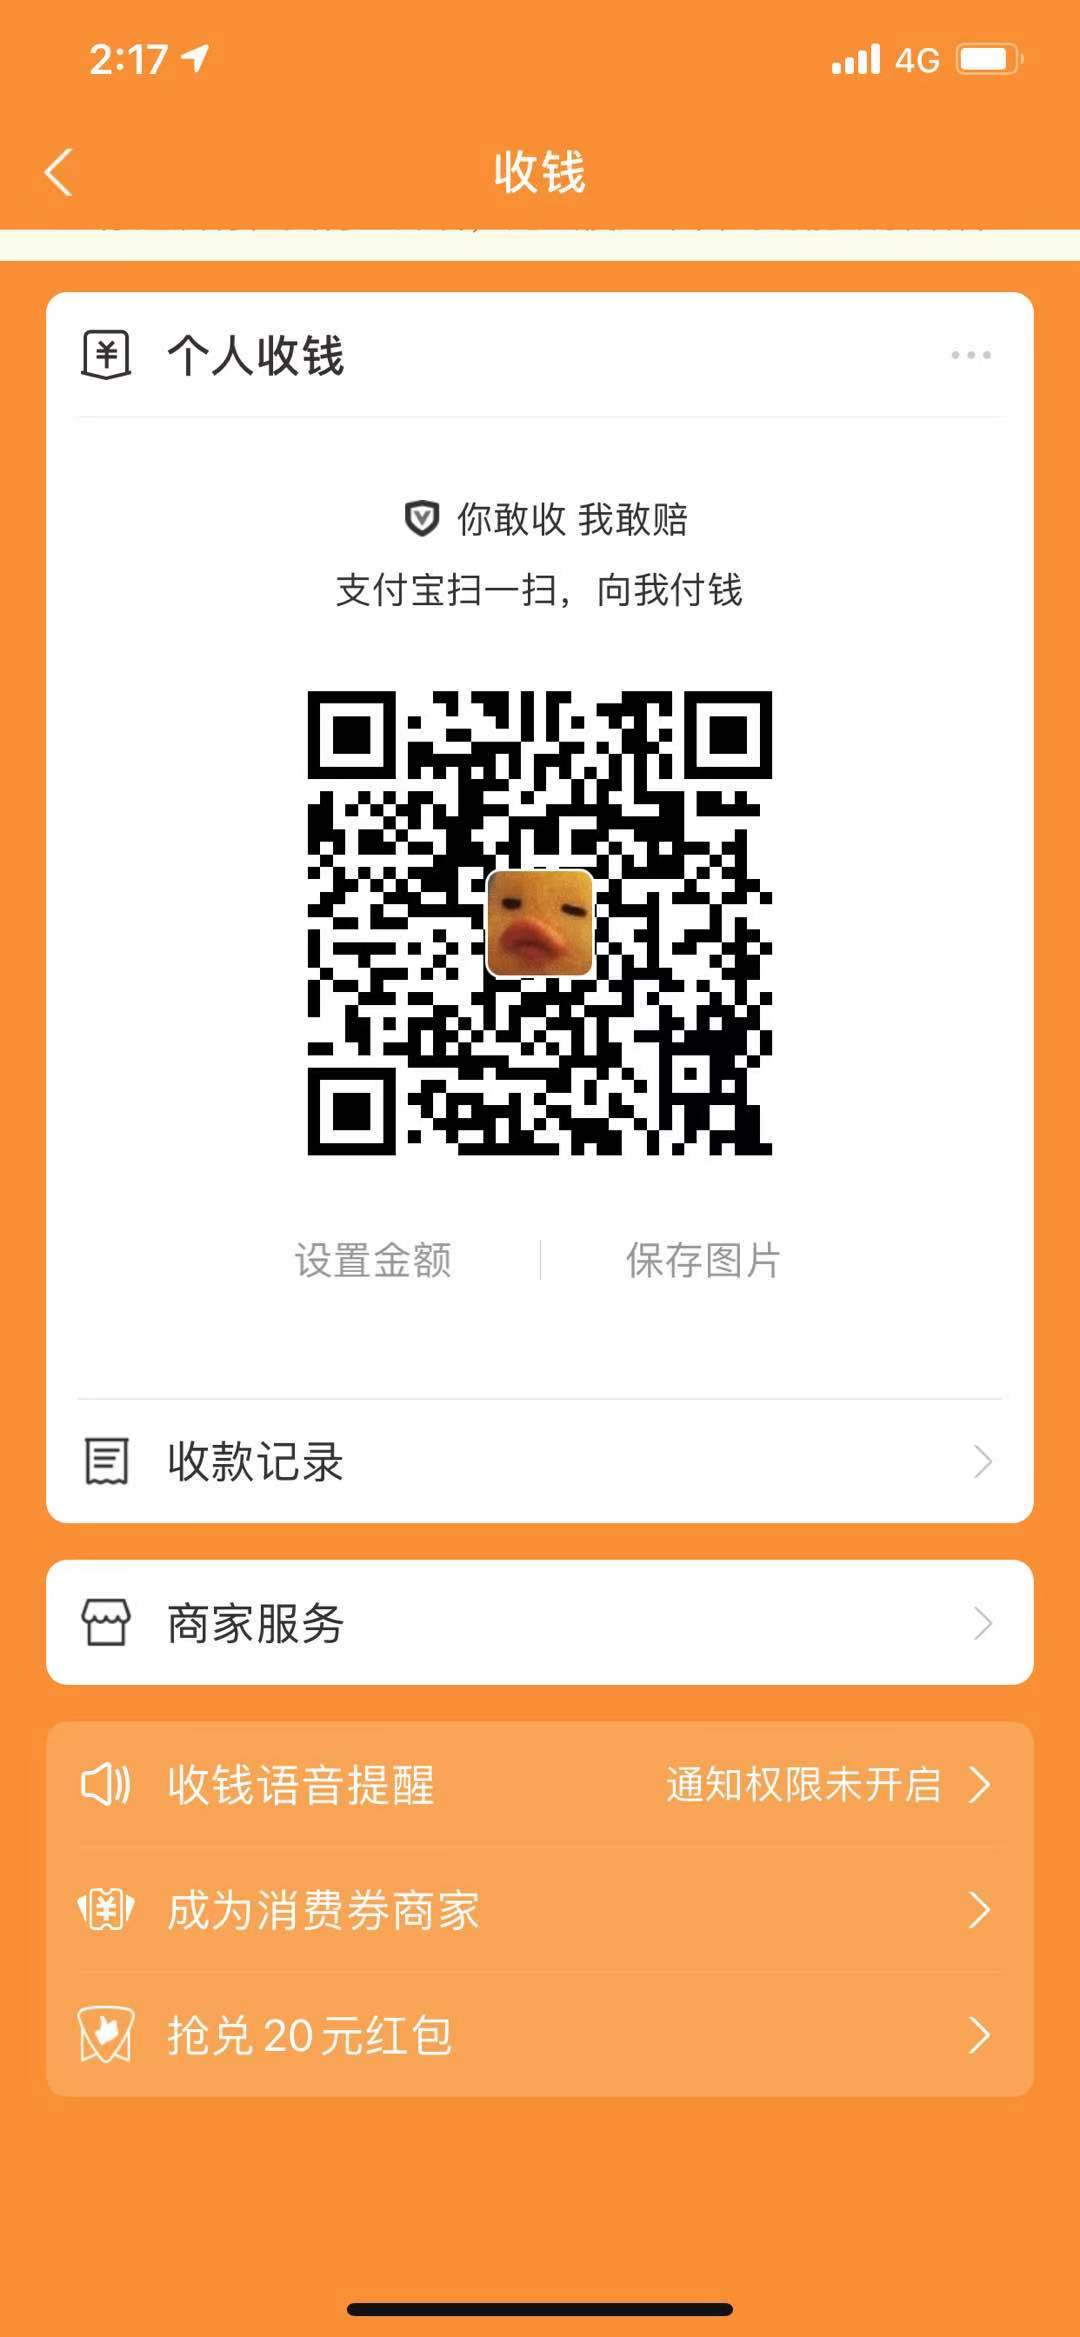 2:17
4G
收钱
个人收钱
你敢收 我敢赔
支付宝扫一扫，向我付钱
设置金额
保存图片
收款记录
商家服务
收钱语音提醒
通知权限未开启
成为消费券商家
抢兑20元红包